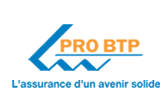 PRO BTP
L'assurance d'un avenir solide